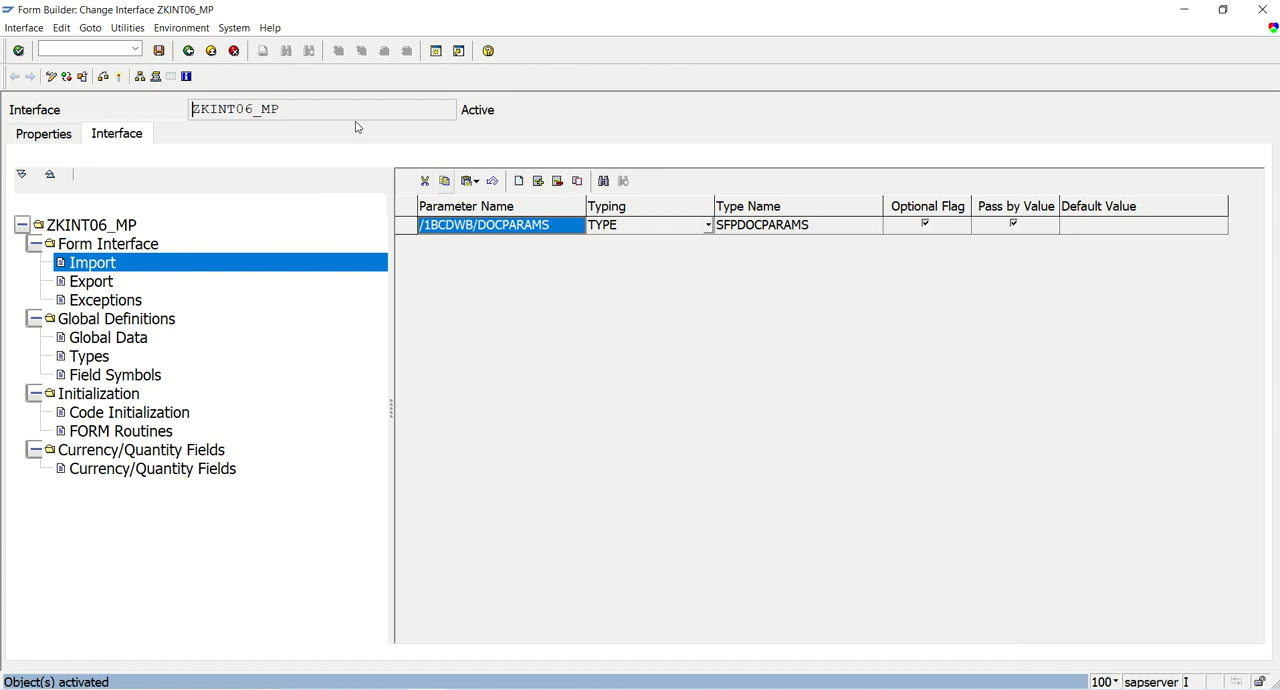 Form Builder: Change Interface ZKINT06_MP
Interface Edit Goto Utilities Environment System Help
Interface ZKINT06_MP Active
Properties Interface
ZKINT06_MP
Form Interface
Import
Export
Exceptions
Global Definitions
Global Data
Types
Field Symbols
Initialization
Code Initialization
FORM Routines
Currency/Quantity Fields
Currency/Quantity Fields
Parameter Name Typing Type Name Optional Flag Pass by Value Default Value
/1BCDWB/DOCPARAMS TYPE SFPDOCPARAMS
Object(s) activated 100 sapserver